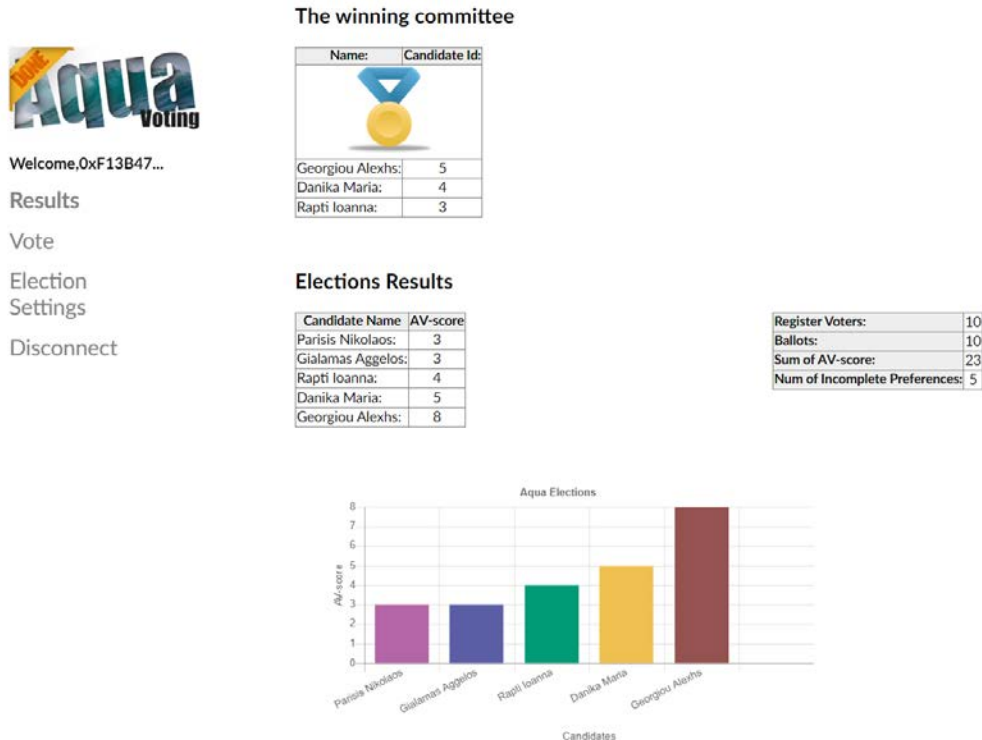 The winning committee
Name: Candidate Id:
Georgiou Alexhs: 5
Danika Maria: 4
Rapti Ioanna: 3
DONE
Aqua
Voting
Welcome,0xF13B47...
Results
Vote
Election
Settings
Disconnect
Elections Results
Candidate Name AV-score
Parisis Nikolaos: 3
Gialamas Aggelos: 3
Rapti Ioanna: 4
Danika Maria: 5
Georgiou Alexhs: 8
Register Voters: 10
Ballots: 10
Sum of AV-score: 23
Num of Incomplete Preferences: 5
Aqua Elections
8
7
6
5
4
3
2
1
0
AV-score
Parisis Nikolaos
Gialamas Aggelos
Rapti Ioanna
Danika Maria
Georgiou Alexhs
Candidates